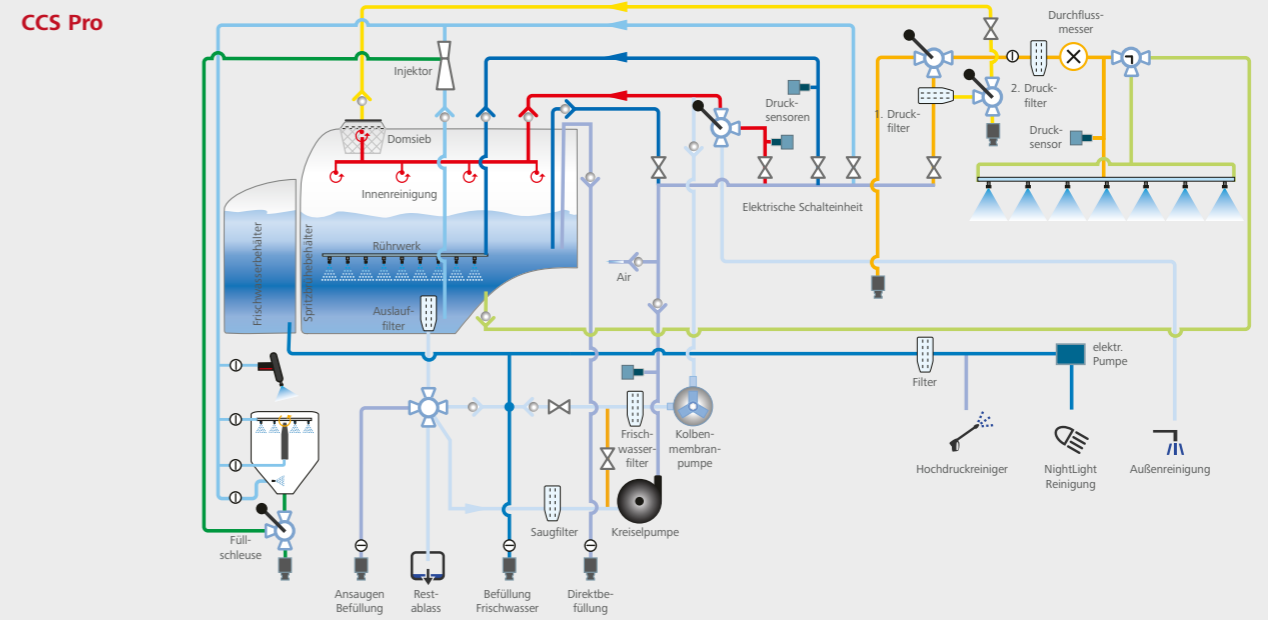 CCS Pro
Durchfluss-
messer
Injektor
Domsieb
Druck-
sensoren
1. Druck-
filter
2. Druck-
filter
Druck-
sensor
Innenreinigung
Elektrische Schalteinheit
Frischwasserbehälter
Spritzbrühebehälter
Rührwerk
Air
Auslauf-
filter
elektr.
Pumpe
Filter
Frisch-
wasser-
filter
Kolben-
membran-
pumpe
Hochdruckreiniger
NightLight
Reinigung
Außenreinigung
Füll-
schleuse
Saugfilter
Kreiselpumpe
Ansaugen
Befüllung
Rest-
ablass
Befüllung
Frischwasser
Direktbe-
füllung